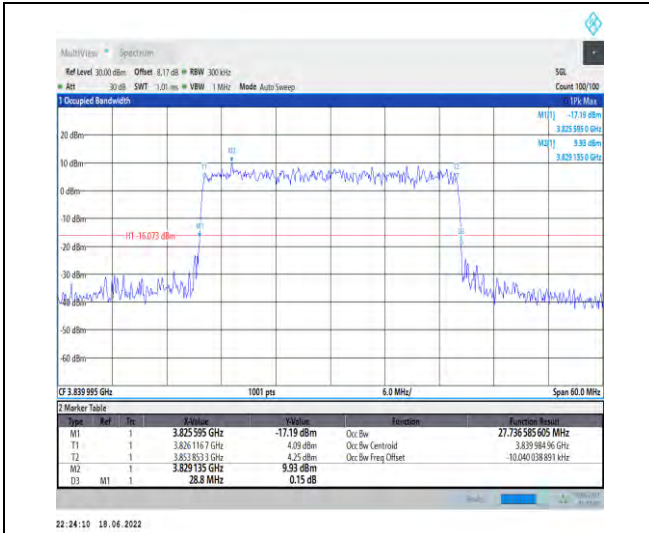 MultiView Spectrum
Ref Level 30.00 dBm Offset 8.17 dB RBW 300 kHz SGL
Att 30 dB SWT 1.01 ms VBW 1 MHz Mode Auto Sweep Count 100/100
1 Occupied Bandwidth 1Pk Max
M1[1] -17.19 dBm
3.825 595 0 GHz
M2[1] 9.93 dBm
3.829 135 0 GHz
20 dBm
M2
10 dBm
T1 T2
0 dBm
-10 dBm
M1
H1 -16.073 dBm
-20 dBm
-30 dBm
-40 dBm
-50 dBm
-60 dBm
CF 3.839 995 GHz 1001 pts 6.0 MHz/ Span 60.0 MHz
2 Marker Table
Type Ref Trc X-Value Y-Value Function Function Result
M1 1 3.825 595 GHz -17.19 dBm Occ Bw 27.736 585 605 MHz
T1 1 3.826 116 7 GHz 4.09 dBm Occ Bw Centroid 3.839 984 96 GHz
T2 1 3.853 853 3 GHz 4.25 dBm Occ Bw Freq Offset -10.040 038 891 kHz
M2 1 3.829 135 GHz 9.93 dBm
D3 M1 1 28.8 MHz 0.15 dB
22:24:10 18.06.2022